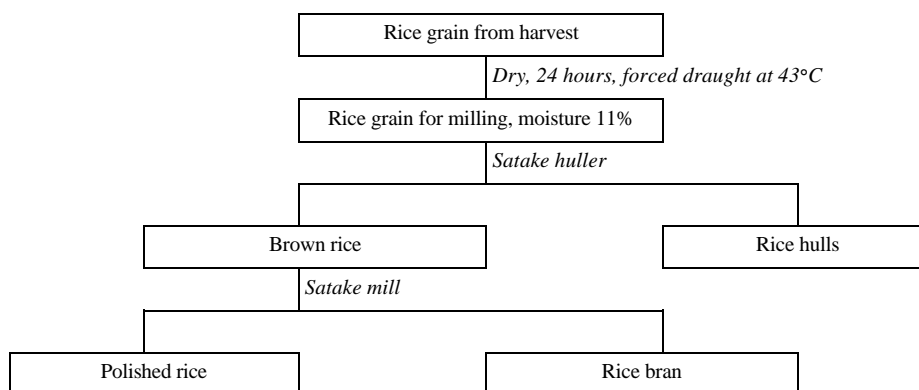 Rice grain from harvest
Dry, 24 hours, forced draught at 43°C
Rice grain for milling, moisture 11%
Satake huller
Brown rice
Rice hulls
Satake mill
Polished rice
Rice bran